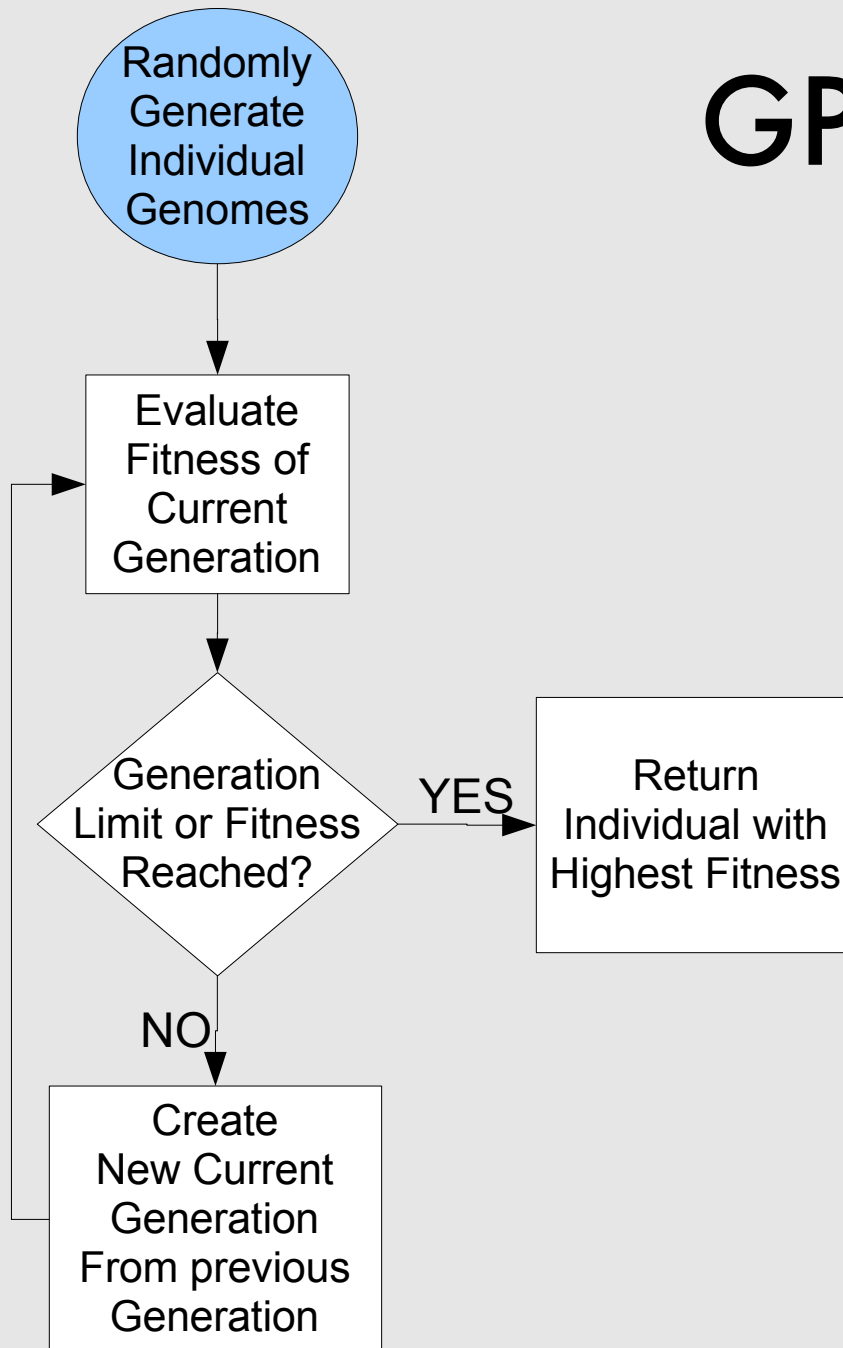 Randomly
Generate
Individual
Genomes
GP
Evaluate
Fitness of
Current
Generation
Generation
Limit or Fitness
Reached?
YES
Return
Individual with
Highest Fitness
NO
Create
New Current
Generation
From previous
Generation